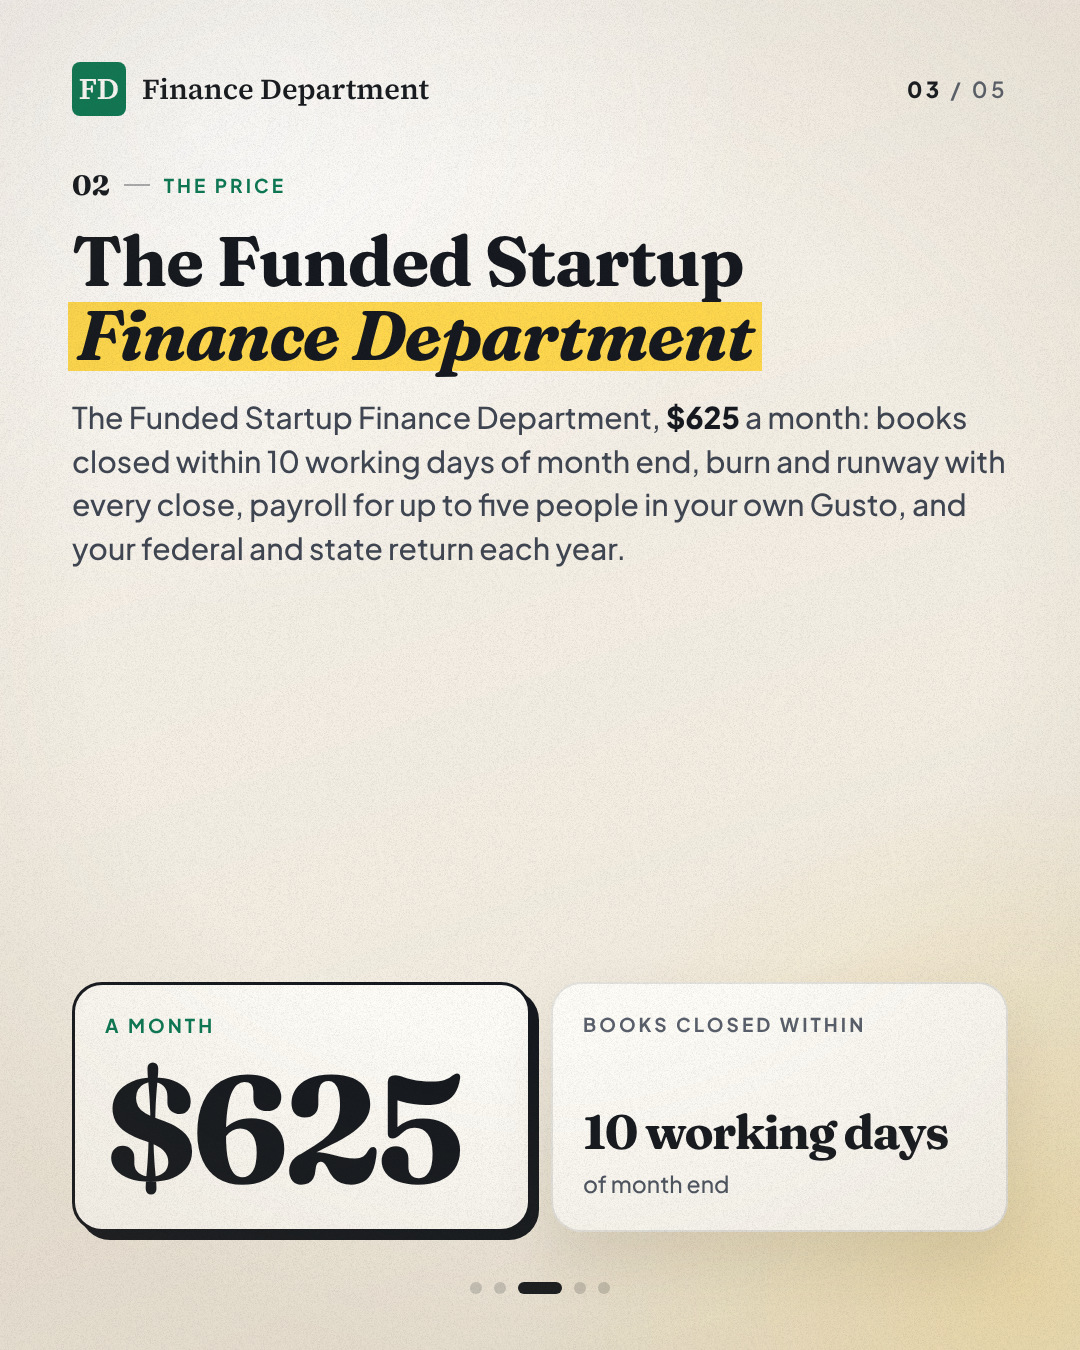 FD Finance Department
03 / 05
02 — THE PRICE
The Funded Startup
Finance Department
The Funded Startup Finance Department, $625 a month: books
closed within 10 working days of month end, burn and runway with
every close, payroll for up to five people in your own Gusto, and
your federal and state return each year.
A MONTH
$625
BOOKS CLOSED WITHIN
10 working days
of month end